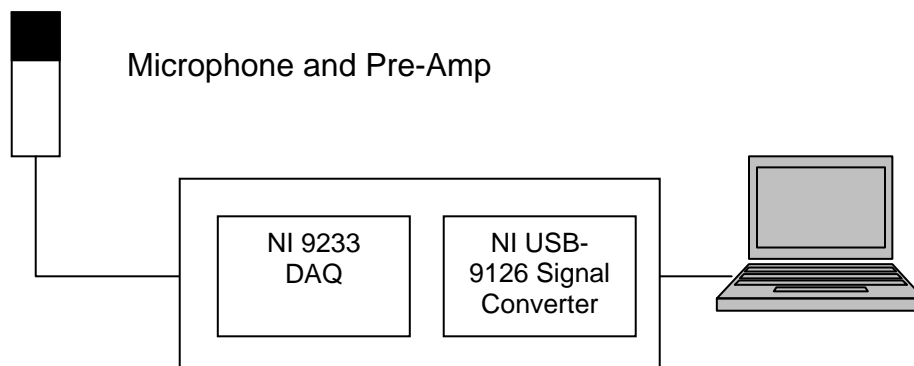 Microphone and Pre-Amp
NI 9233
DAQ
NI USB-
9126 Signal
Converter